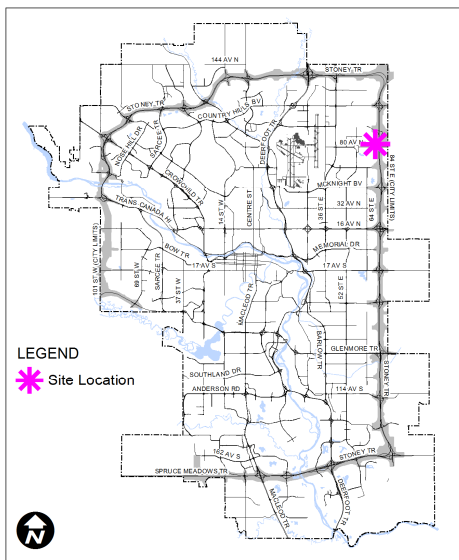 144 AV N
STONEY TR
STONEY TR
COUNTRY HILLS BV
NOSE HILL DR
SARCEE TR
DEERFOOT TR
80 AV N
CROWCHILD TR
MCKNIGHT BV
84 ST E (CITY LIMITS)
TRANS CANADA HI
14 ST W
CENTRE ST
36 ST E
32 AV N
64 ST E
16 AV N
BOW TR
MEMORIAL DR
17 AV S
17 AV S
101 ST W (CITY LIMITS)
69 ST W
SARCEE TR
37 ST W
MACLEOD TR
52 ST E
BARLOW TR
LEGEND
Site Location
GLENMORE TR
SOUTHLAND DR
STONEY TR
ANDERSON RD
114 AV S
162 AV S
STONEY TR
SPRUCE MEADOWS TR
MACLEOD TR
DEERFOOT TR
N